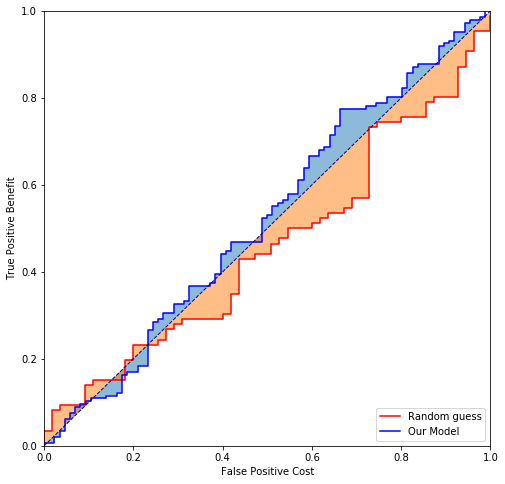 1.0
0.8
0.6
0.4
0.2
0.0
True Positive Benefit
0.0 0.2 0.4 0.6 0.8 1.0
False Positive Cost
Random guess
Our Model